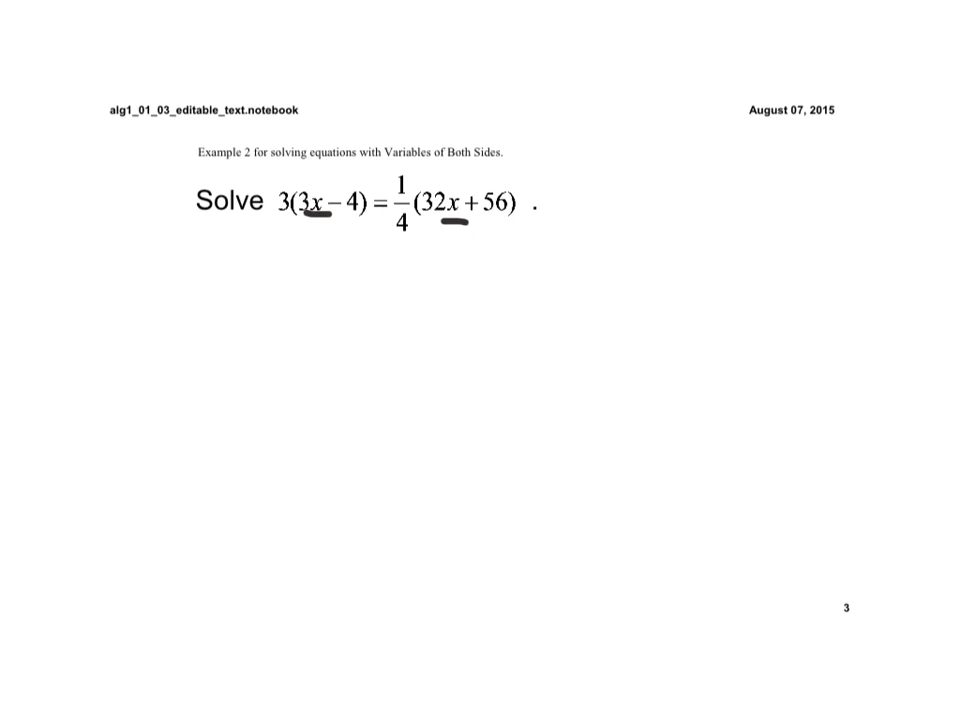 alg1_01_03_editable_text.notebook August 07, 2015
Example 2 for solving equations with Variables of Both Sides.
Solve 3(3x − 4) = 1/4 (32x + 56) .
3